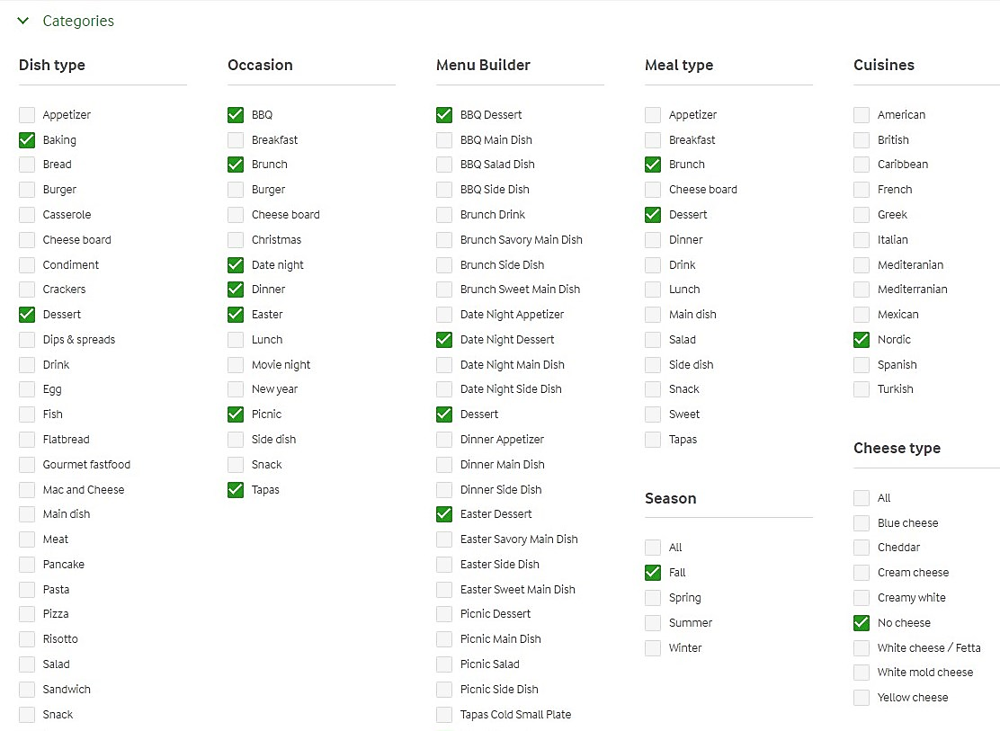 Categories
Dish type
Appetizer
Baking
Bread
Burger
Casserole
Cheese board
Condiment
Crackers
Dessert
Dips & spreads
Drink
Egg
Fish
Flatbread
Gourmet fastfood
Mac and Cheese
Main dish
Meat
Pancake
Pasta
Pizza
Risotto
Salad
Sandwich
Snack
Occasion
BBQ
Breakfast
Brunch
Burger
Cheese board
Christmas
Date night
Dinner
Easter
Lunch
Movie night
New year
Picnic
Side dish
Snack
Tapas
Menu Builder
BBQ Dessert
BBQ Main Dish
BBQ Salad Dish
BBQ Side Dish
Brunch Drink
Brunch Savory Main Dish
Brunch Side Dish
Brunch Sweet Main Dish
Date Night Appetizer
Date Night Dessert
Date Night Main Dish
Date Night Side Dish
Dessert
Dinner Appetizer
Dinner Main Dish
Dinner Side Dish
Easter Dessert
Easter Savory Main Dish
Easter Side Dish
Easter Sweet Main Dish
Picnic Dessert
Picnic Main Dish
Picnic Salad
Picnic Side Dish
Tapas Cold Small Plate
Meal type
Appetizer
Breakfast
Brunch
Cheese board
Dessert
Dinner
Drink
Lunch
Main dish
Salad
Side dish
Snack
Sweet
Tapas
Season
All
Fall
Spring
Summer
Winter
Cuisines
American
British
Caribbean
French
Greek
Italian
Mediteranian
Mediterranian
Mexican
Nordic
Spanish
Turkish
Cheese type
All
Blue cheese
Cheddar
Cream cheese
Creamy white
No cheese
White cheese / Fetta
White mold cheese
Yellow cheese